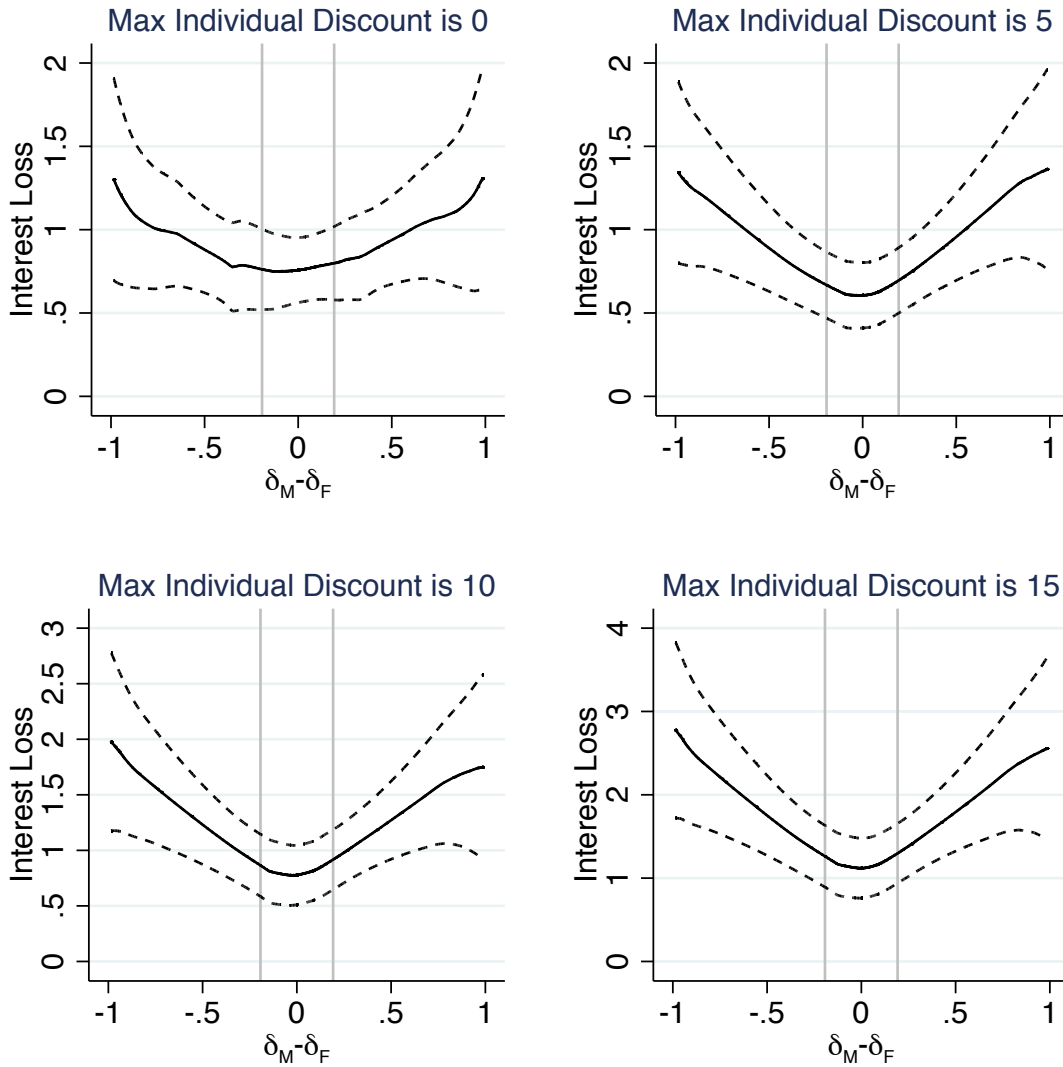 Max Individual Discount is 0
Interest Loss
2
1.5
1
.5
0
-1 -.5 0 .5 1
δM-δF
Max Individual Discount is 5
Interest Loss
2
1.5
1
.5
0
-1 -.5 0 .5 1
δM-δF
Max Individual Discount is 10
Interest Loss
3
2.5
2
1.5
1
.5
0
-1 -.5 0 .5 1
δM-δF
Max Individual Discount is 15
Interest Loss
4
3
2
1
0
-1 -.5 0 .5 1
δM-δF